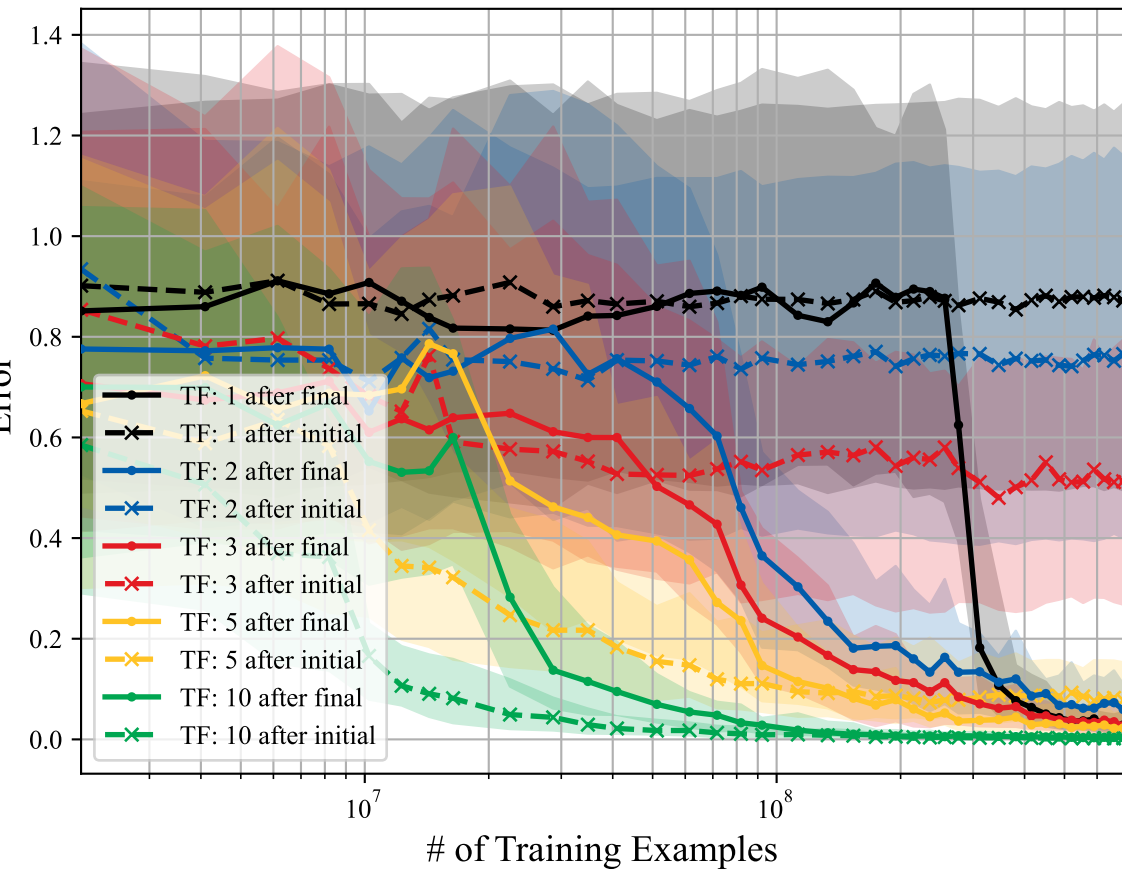 1.4
1.2
1.0
0.8
0.6
0.4
0.2
0.0
TF: 1 after final
TF: 1 after initial
TF: 2 after final
TF: 2 after initial
TF: 3 after final
TF: 3 after initial
TF: 5 after final
TF: 5 after initial
TF: 10 after final
TF: 10 after initial
10⁷
10⁸
# of Training Examples